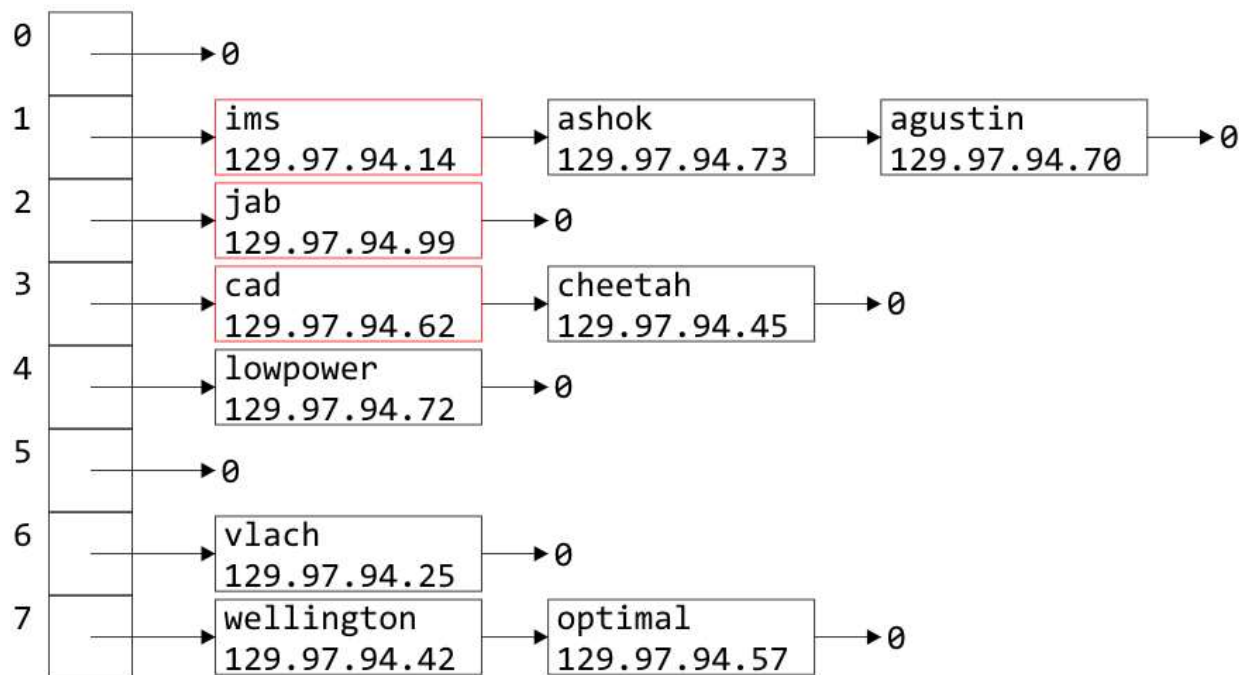 0
0
1
ims
129.97.94.14
ashok
129.97.94.73
agustin
129.97.94.70
0
2
jab
129.97.94.99
0
3
cad
129.97.94.62
cheetah
129.97.94.45
0
4
lowpower
129.97.94.72
0
5
0
6
vlach
129.97.94.25
0
7
wellington
129.97.94.42
optimal
129.97.94.57
0